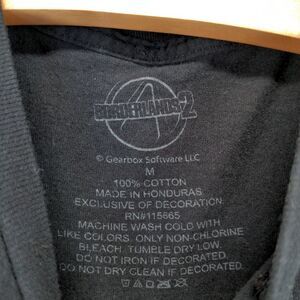 BORDERLANDS 2
© Gearbox Software LLC
M
100% COTTON
MADE IN HONDURAS
EXCLUSIVE OF DECORATION.
RN#115665
MACHINE WASH COLD WITH
LIKE COLORS. ONLY NON-CHLORINE
BLEACH. TUMBLE DRY LOW.
DO NOT IRON IF DECORATED.
DO NOT DRY CLEAN IF DECORATED.